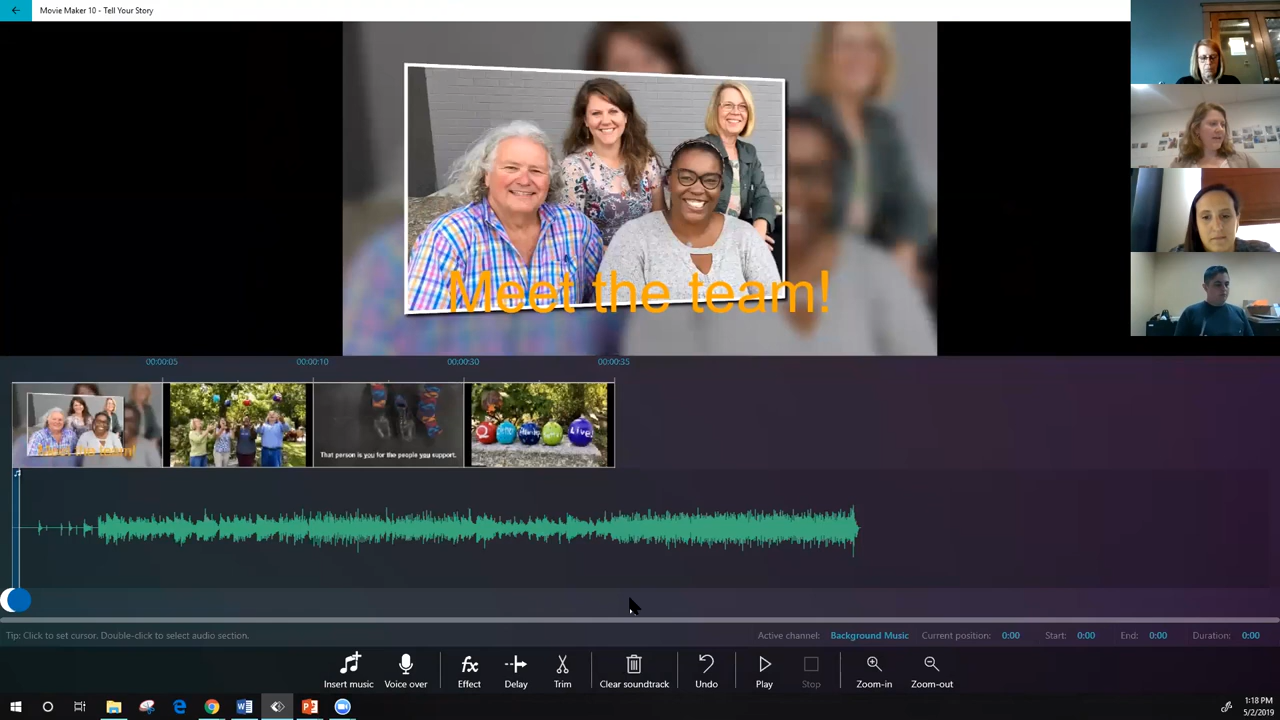 Movie Maker 10 - Tell Your Story
Meet the team!
00:00:05
00:00:10
00:00:30
00:00:35
Meet the team!
That person is you for the people you support.
Live!
Tip: Click to set cursor. Double-click to select audio section.
Active channel: Background Music Current position: 0:00 Start: 0:00 End: 0:00 Duration: 0:00
Insert music
Voice over
Effect
Delay
Trim
Clear soundtrack
Undo
Play
Stop
Zoom-in
Zoom-out
1:18 PM
5/2/2019